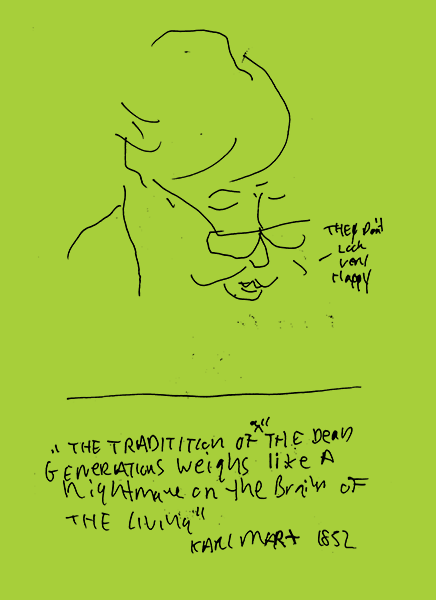 THEY DON'T
LOOK
VERY
HAPPY
"THE TRADITITION OF "THE DEAD
GENERATIONS WEIGHS LIKE A
NIGHTMARE ON THE BRAIN OF
THE LIVING"
KARL MARX 1852